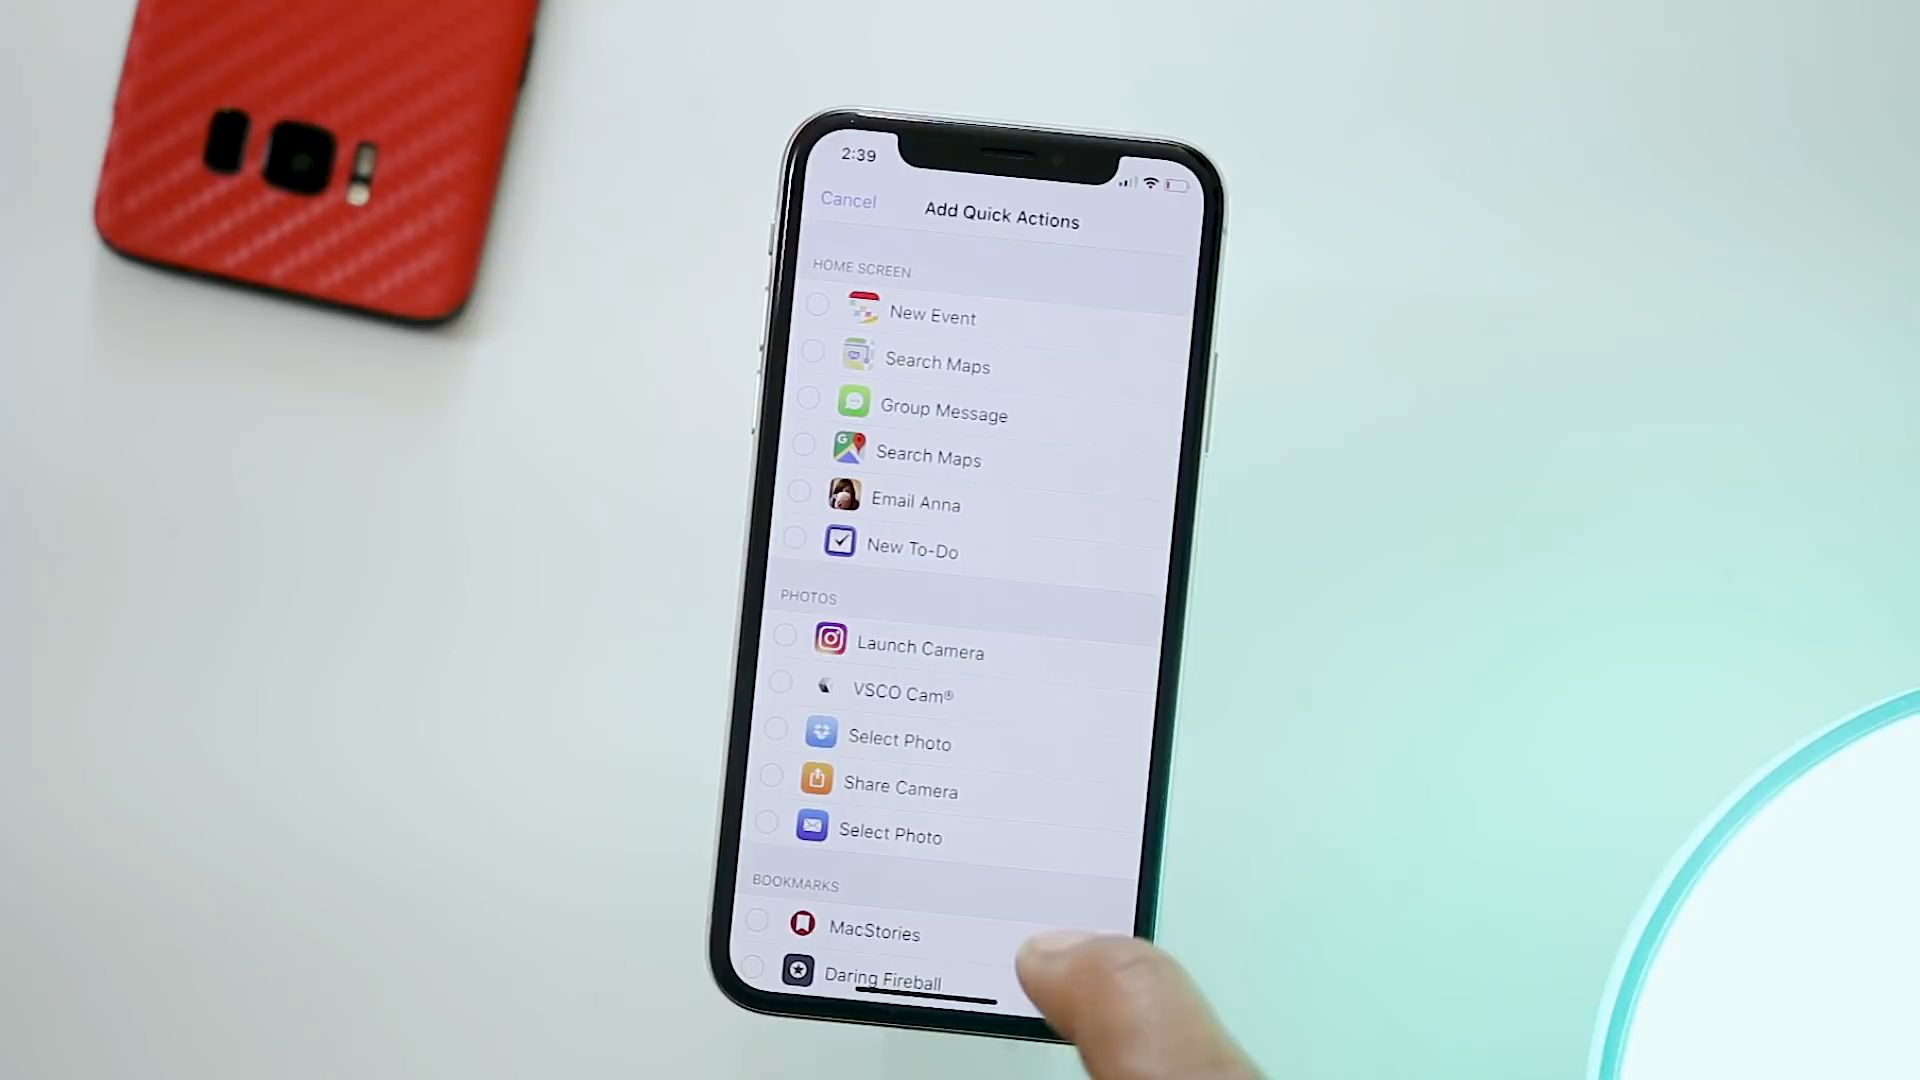 2:39
Cancel
Add Quick Actions
HOME SCREEN
New Event
Search Maps
Group Message
Search Maps
Email Anna
New To-Do
PHOTOS
Launch Camera
VSCO Cam®
Select Photo
Share Camera
Select Photo
BOOKMARKS
MacStories
Daring Fireball